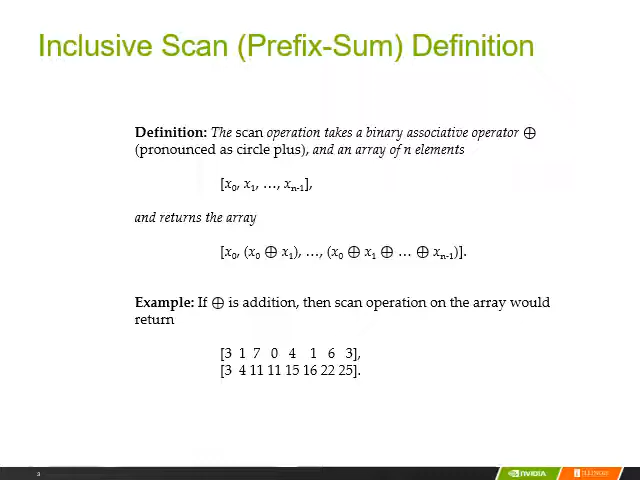 Inclusive Scan (Prefix-Sum) Definition
Definition: The scan operation takes a binary associative operator ⊕
(pronounced as circle plus), and an array of n elements
[x₀, x₁, …, xₙ₋₁],
and returns the array
[x₀, (x₀ ⊕ x₁), …, (x₀ ⊕ x₁ ⊕ … ⊕ xₙ₋₁)].
Example: If ⊕ is addition, then scan operation on the array would
return
[3 1 7 0 4 1 6 3],
[3 4 11 11 15 16 22 25].
3
NVIDIA
I ILLINOIS